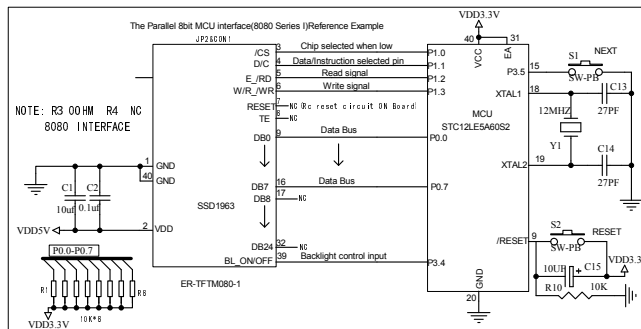 The Parallel 8bit MCU interface(8080 Series I)Reference Example
JP2&CON1
VDD3.3V
40
31
VCC
EA
/CS 3 Chip selected when low P1.0
D/C 4 Data/Instruction selected pin P1.1
E_/RD 5 Read signal P1.2
W/R_/WR 6 Write signal P1.3
E_/
RESET 7 NC(Rc reset circuit ON Board)
TE 8 NC
DB0 9 Data Bus P0.0
NOTE: R3 0OHM R4 NC
8080 INTERFACE
P3.5 15
S1 NEXT
SW-PB
XTAL1 18
C13
27PF
12MHZ
Y1
MCU
STC12LE5A60S2
XTAL2 19
C14
27PF
1 GND
40 GND
C1
10uf
C2
0.1uf
VDD5V
2 VDD
SSD1963
DB7 16 Data Bus P0.7
DB8 17 NC
DB24 32 NC
BL_ON/OFF 39 Backlight control input P3.4
ER-TFTM080-1
P0.0-P0.7
R1
R8
10K*8
VDD3.3V
/RESET 9
S2 RESET
SW-PB
10UF
+
C15
VDD3.3
R10
10K
GND
20